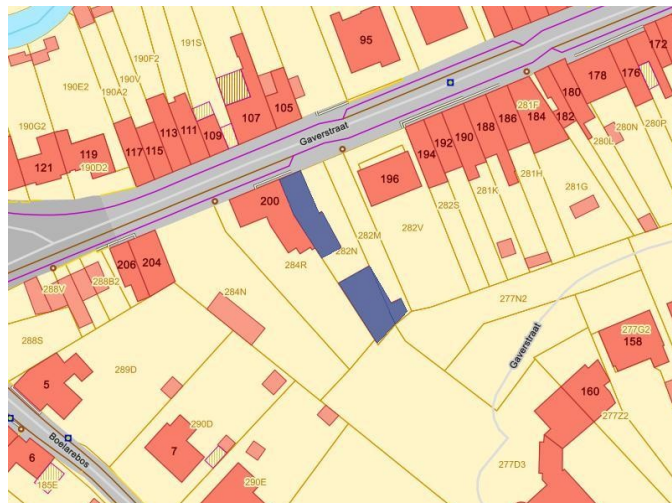 95
172
178
176
191S
190F2
190V
190A2
190E2
190G2
105
107
109
111
113
115
117
119
121
190D2
Gaverstraat
281F
180
182
184
186
188
190
192
194
196
280N
280L
280P
281G
281H
281K
282S
282V
282M
282N
200
284R
284N
206
204
288B2
288V
288S
289D
5
277N2
Gaverstraat
277G2
158
160
277Z2
277D3
Boelarebos
7
290D
290E
6
185E